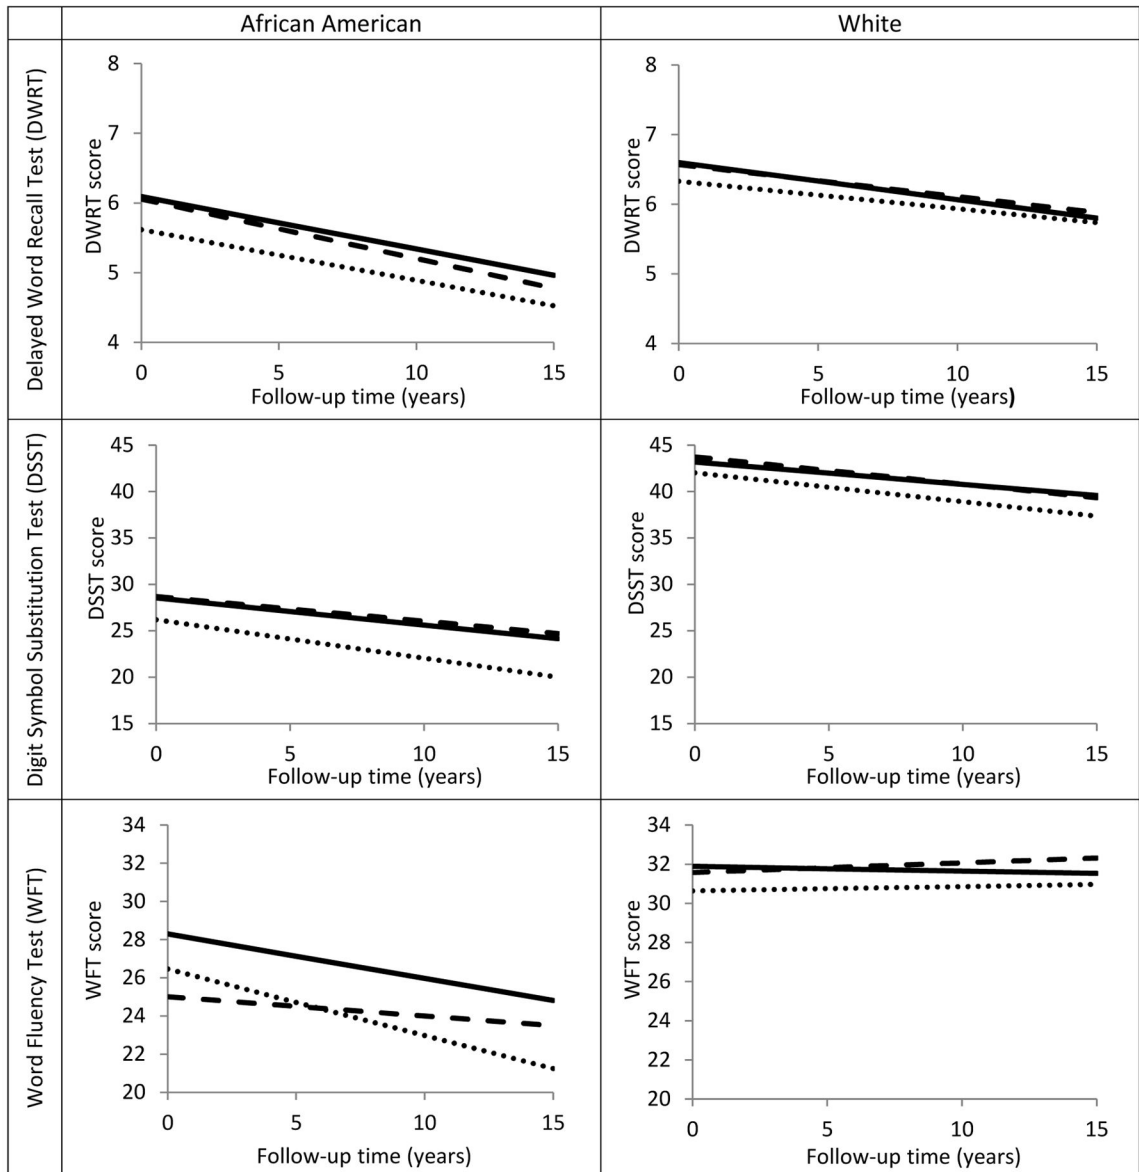 African American
White
Delayed Word Recall Test (DWRT)
DWRT score
8
7
6
5
4
0 5 10 15
Follow-up time (years)
DWRT score
8
7
6
5
4
0 5 10 15
Follow-up time (years)
Digit Symbol Substitution Test (DSST)
DSST score
45
40
35
30
25
20
15
0 5 10 15
Follow-up time (years)
DSST score
45
40
35
30
25
20
15
0 5 10 15
Follow-up time (years)
Word Fluency Test (WFT)
WFT score
34
32
30
28
26
24
22
20
0 5 10 15
Follow-up time (years)
WFT score
34
32
30
28
26
24
22
20
0 5 10 15
Follow-up time (years)